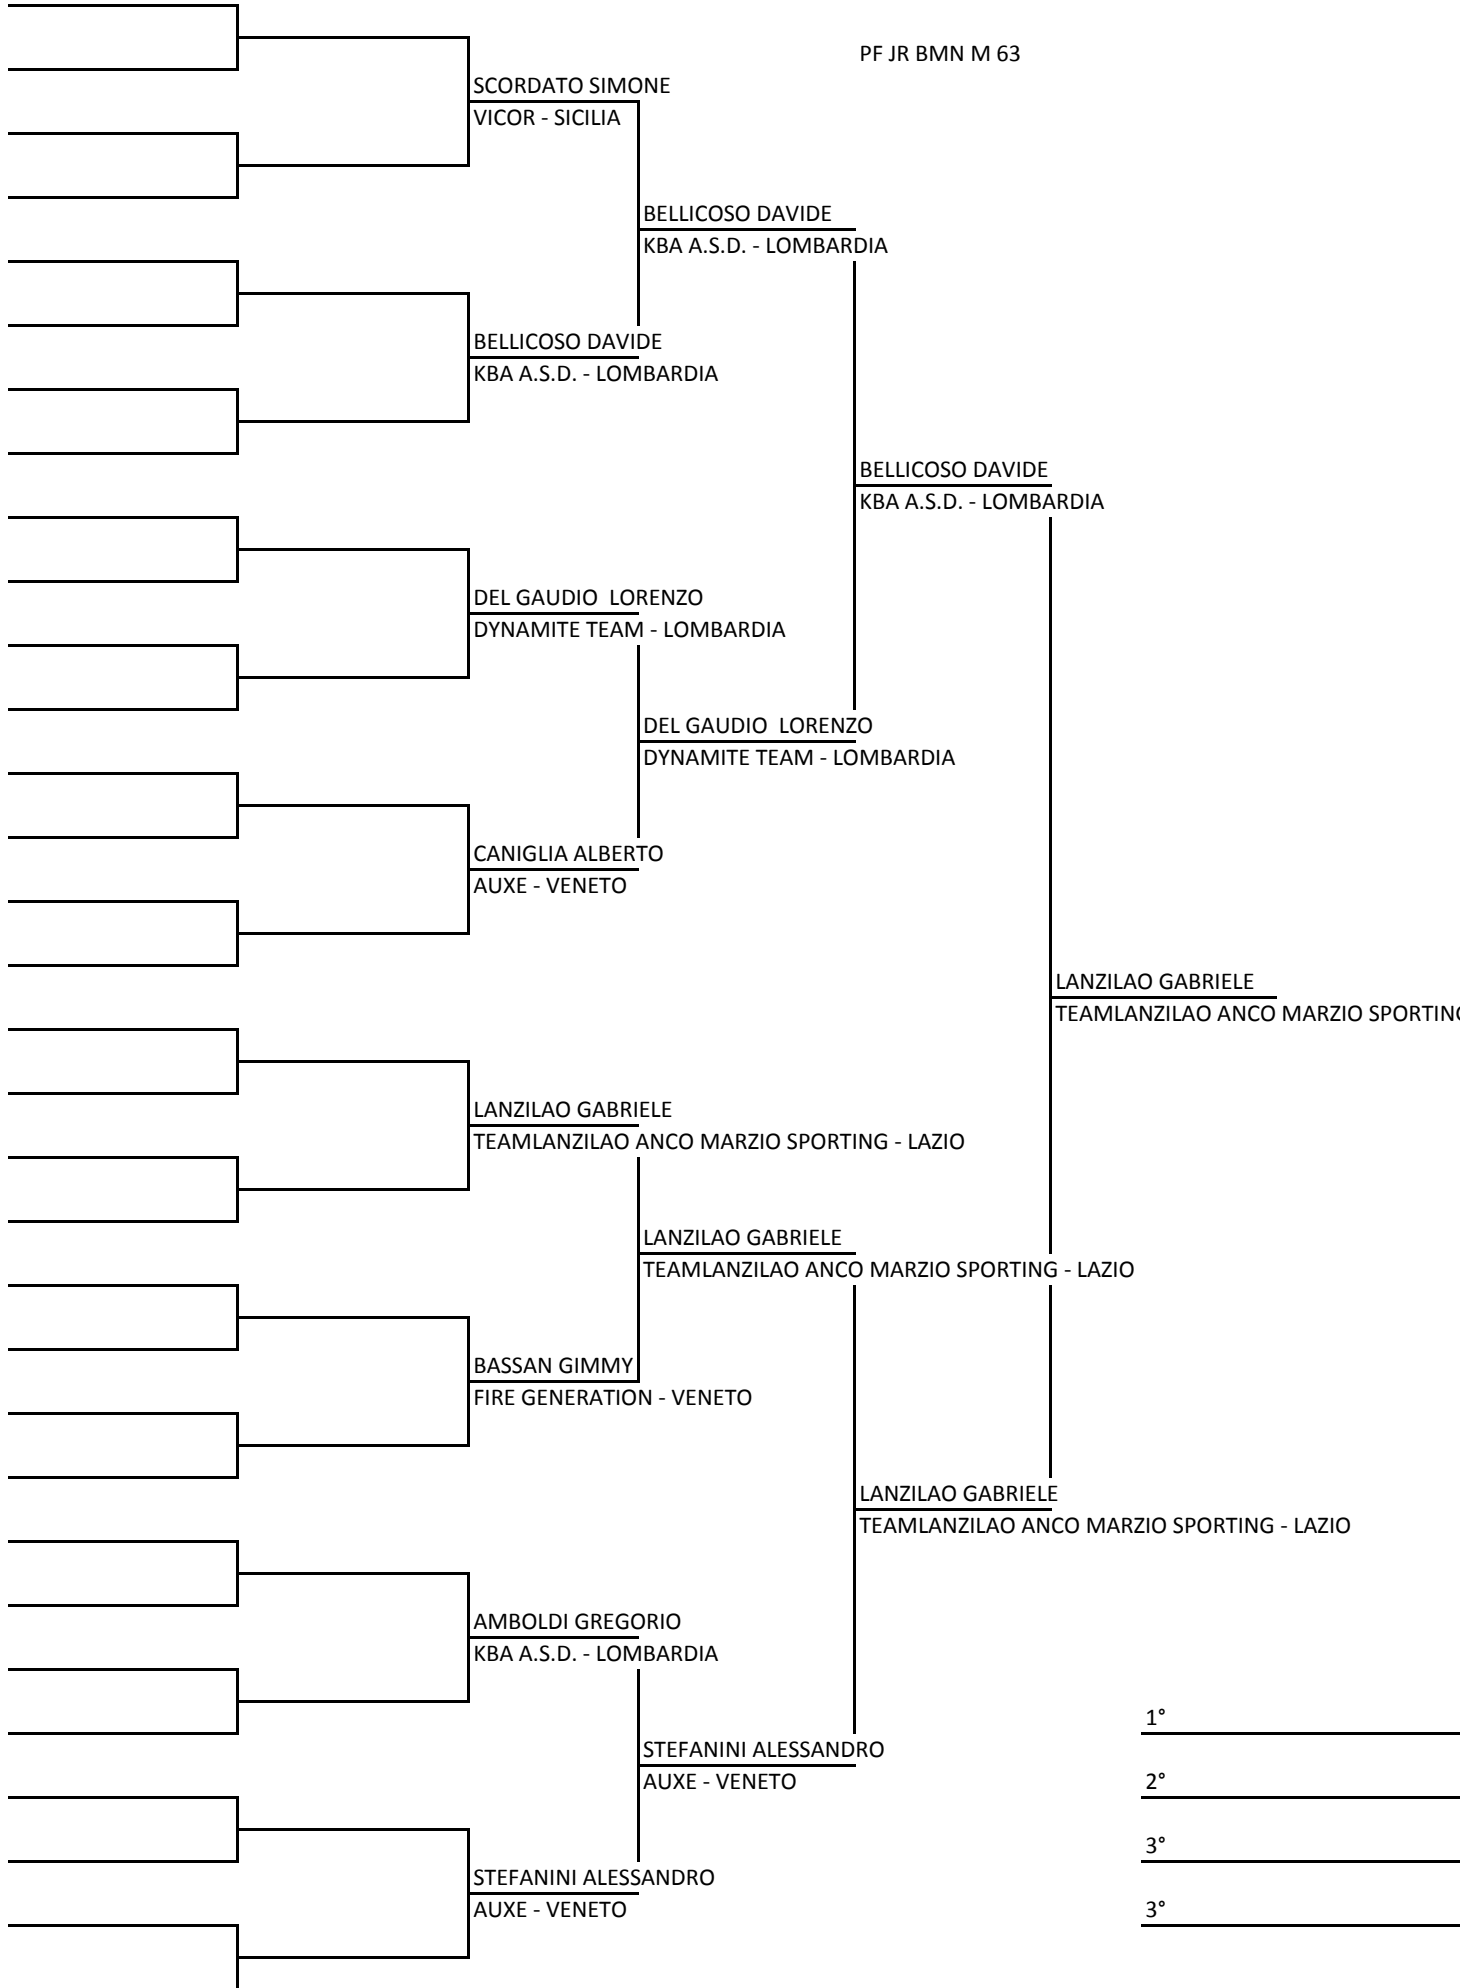 PF JR BMN M 63
SCORDATO SIMONE
VICOR - SICILIA
BELLICOSO DAVIDE
KBA A.S.D. - LOMBARDIA
BELLICOSO DAVIDE
KBA A.S.D. - LOMBARDIA
BELLICOSO DAVIDE
KBA A.S.D. - LOMBARDIA
DEL GAUDIO  LORENZO
DYNAMITE TEAM - LOMBARDIA
DEL GAUDIO  LORENZO
DYNAMITE TEAM - LOMBARDIA
CANIGLIA ALBERTO
AUXE - VENETO
LANZILAO GABRIELE
TEAMLANZILAO ANCO MARZIO SPORTING
LANZILAO GABRIELE
TEAMLANZILAO ANCO MARZIO SPORTING - LAZIO
LANZILAO GABRIELE
TEAMLANZILAO ANCO MARZIO SPORTING - LAZIO
BASSAN GIMMY
FIRE GENERATION - VENETO
LANZILAO GABRIELE
TEAMLANZILAO ANCO MARZIO SPORTING - LAZIO
AMBOLDI GREGORIO
KBA A.S.D. - LOMBARDIA
1°
STEFANINI ALESSANDRO
AUXE - VENETO
2°
3°
STEFANINI ALESSANDRO
AUXE - VENETO
3°